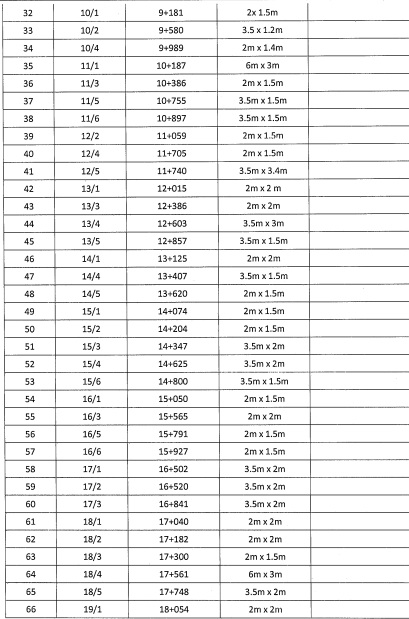 32 10/1 9+181 2x 1.5m
33 10/2 9+580 3.5 x 1.2m
34 10/4 9+989 2m x 1.4m
35 11/1 10+187 6m x 3m
36 11/3 10+386 2m x 1.5m
37 11/5 10+755 3.5m x 1.5m
38 11/6 10+897 3.5m x 1.5m
39 12/2 11+059 2m x 1.5m
40 12/4 11+705 2m x 1.5m
41 12/5 11+740 3.5m x 3.4m
42 13/1 12+015 2m x 2 m
43 13/3 12+386 2m x 2m
44 13/4 12+603 3.5m x 3m
45 13/5 12+857 3.5m x 1.5m
46 14/1 13+125 2m x 2m
47 14/4 13+407 3.5m x 1.5m
48 14/5 13+620 2m x 1.5m
49 15/1 14+074 2m x 1.5m
50 15/2 14+204 2m x 1.5m
51 15/3 14+347 3.5m x 2m
52 15/4 14+625 3.5m x 2m
53 15/6 14+800 3.5m x 1.5m
54 16/1 15+050 2m x 1.5m
55 16/3 15+565 2m x 2m
56 16/5 15+791 2m x 1.5m
57 16/6 15+927 2m x 1.5m
58 17/1 16+502 3.5m x 2m
59 17/2 16+520 3.5m x 2m
60 17/3 16+841 3.5m x 2m
61 18/1 17+040 2m x 2m
62 18/2 17+182 2m x 2m
63 18/3 17+300 2m x 1.5m
64 18/4 17+561 6m x 3m
65 18/5 17+748 3.5m x 2m
66 19/1 18+054 2m x 2m